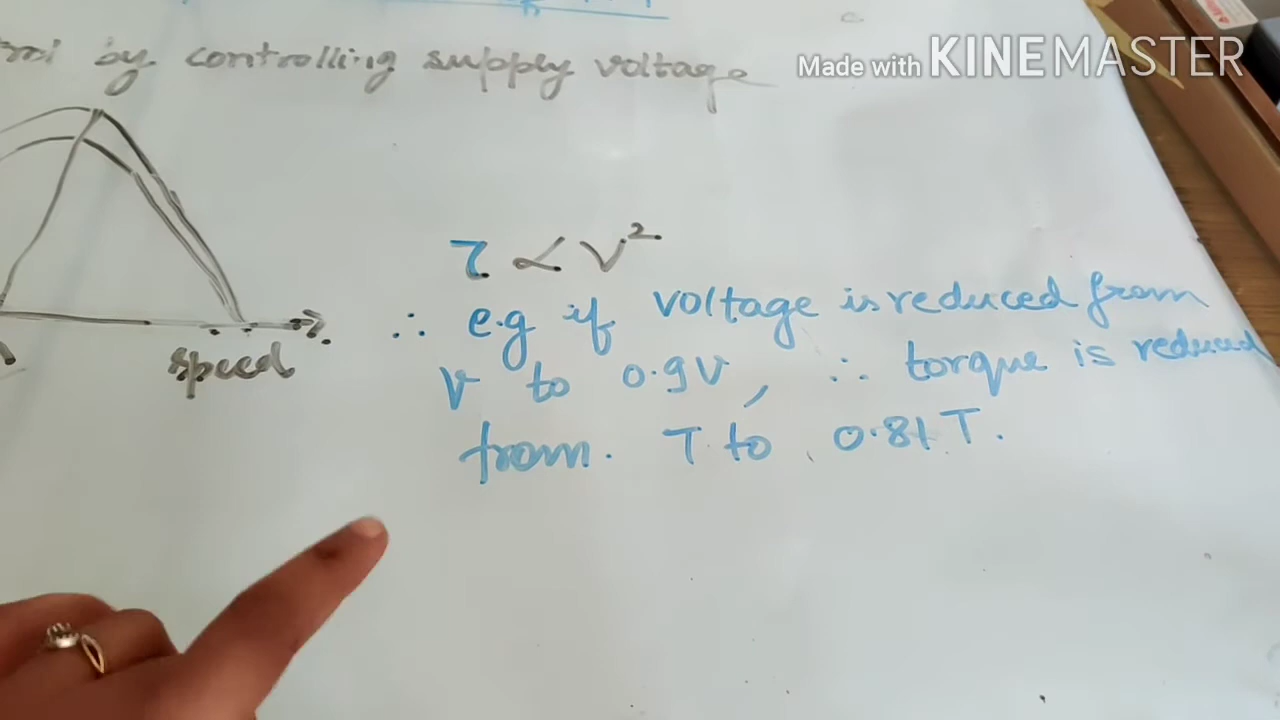 by controlling supply voltage
Made with KINEMASTER
τ ∝ V²
∴ e.g if voltage is reduced from
V to 0.9V, ∴ torque is reduced
from. T to 0.81 T.
speed